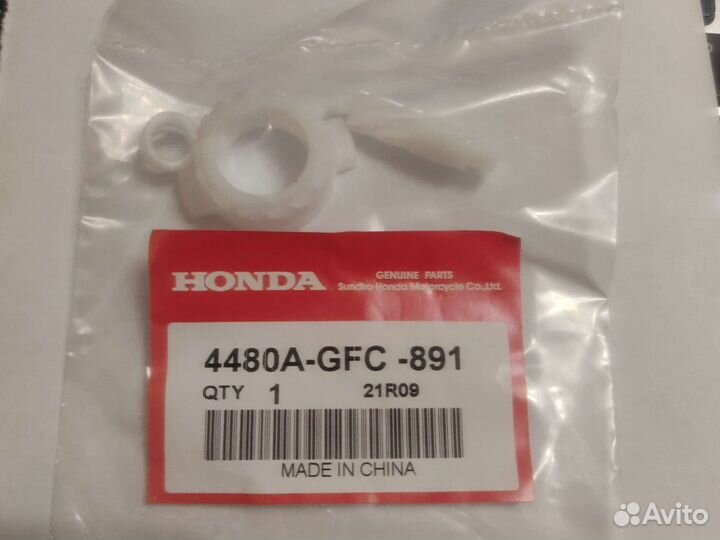 HONDA
GENUINE PARTS
Sundiro Honda Motorcycle Co.,Ltd.
4480A-GFC -891
QTY 1 21R09
MADE IN CHINA
Avito